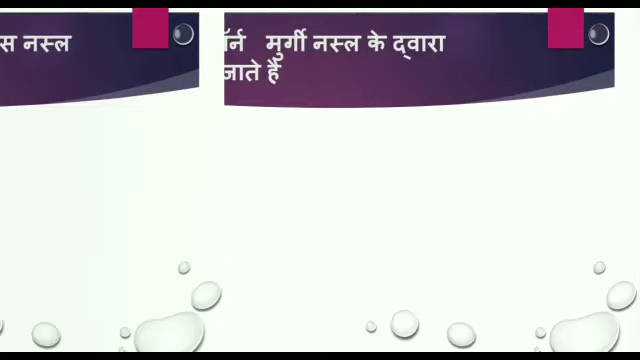 नस्ल
मुर्गी नस्ल के द्वारा
जाते हैं